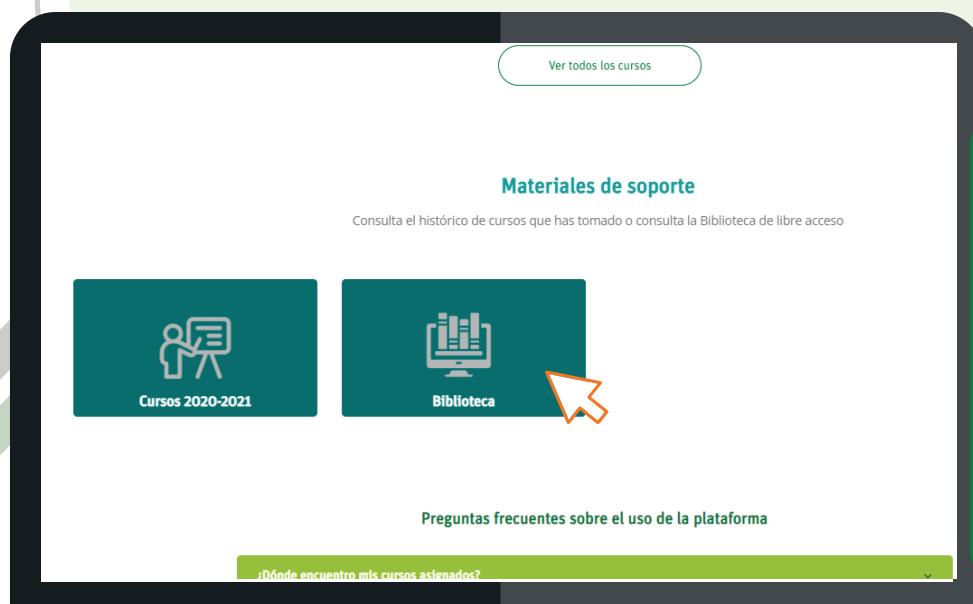 Ver todos los cursos
Materiales de soporte
Consulta el histórico de cursos que has tomado o consulta la Biblioteca de libre acceso
Cursos 2020-2021
Biblioteca
Preguntas frecuentes sobre el uso de la plataforma
¿Dónde encuentro mis cursos asignados?